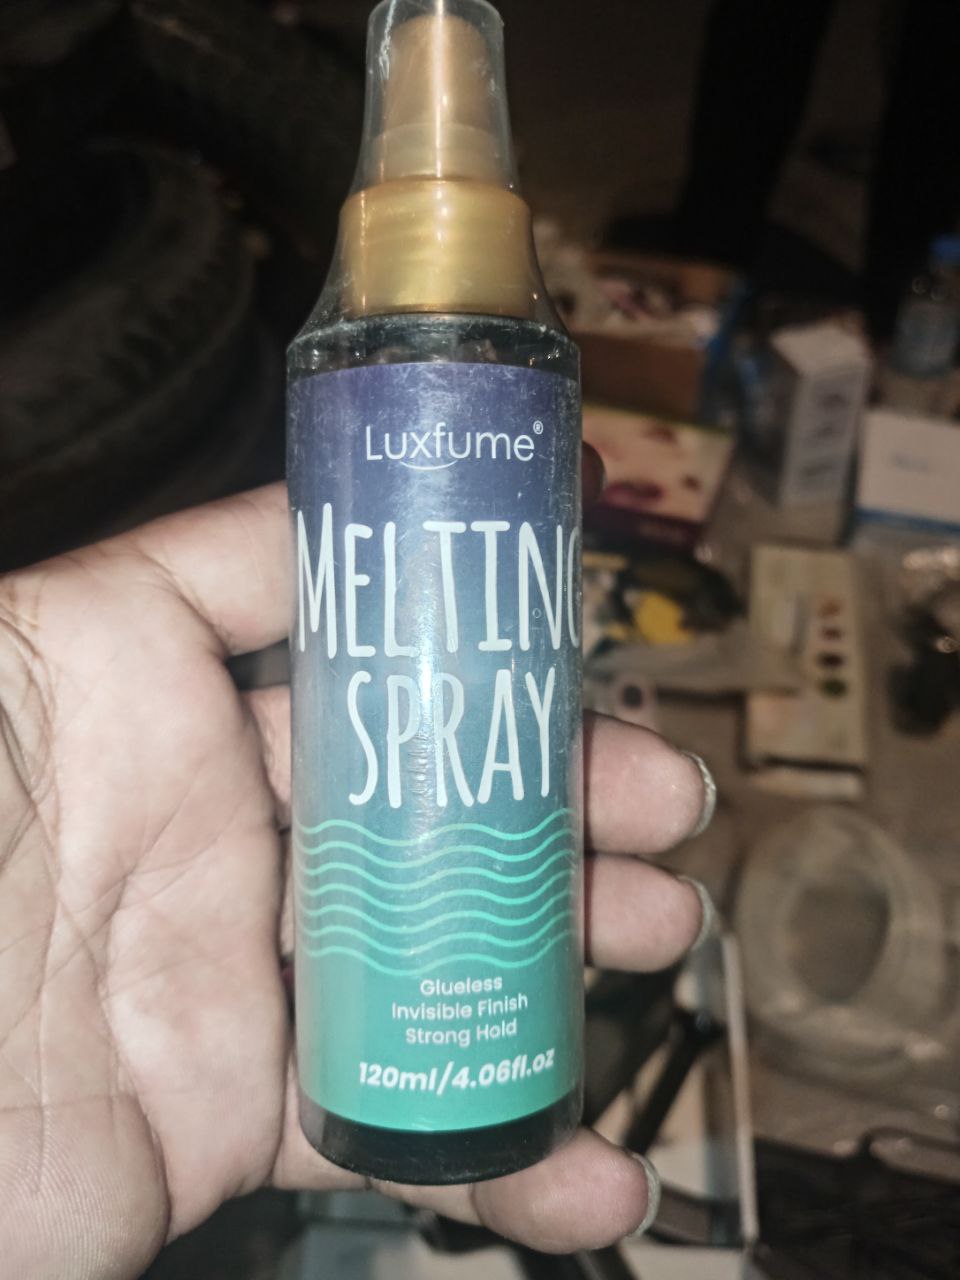 Luxfume®
MELTING
SPRAY
Glueless
Invisible Finish
Strong Hold
120ml/4.06fl.oz